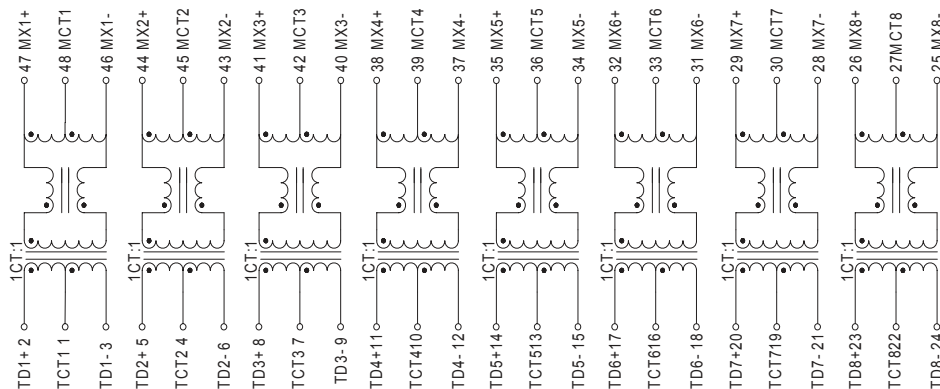 47 MX1+
48 MCT1
46 MX1-
44 MX2+
45 MCT2
43 MX2-
41 MX3+
42 MCT3
40 MX3-
38 MX4+
39 MCT4
37 MX4-
35 MX5+
36 MCT5
34 MX5-
32 MX6+
33 MCT6
31 MX6-
29 MX7+
30 MCT7
28 MX7-
26 MX8+
27MCT8
25 MX8-
1CT:1
1CT:1
1CT:1
1CT:1
1CT:1
1CT:1
1CT:1
1CT:1
TD1+ 2
TCT1 1
TD1- 3
TD2+ 5
TCT2 4
TD2- 6
TD3+ 8
TCT3 7
TD3- 9
TD4+11
TCT410
TD4- 12
TD5+14
TCT513
TD5- 15
TD6+17
TCT616
TD6- 18
TD7+20
TCT719
TD7- 21
TD8+23
TCT822
TD8- 24